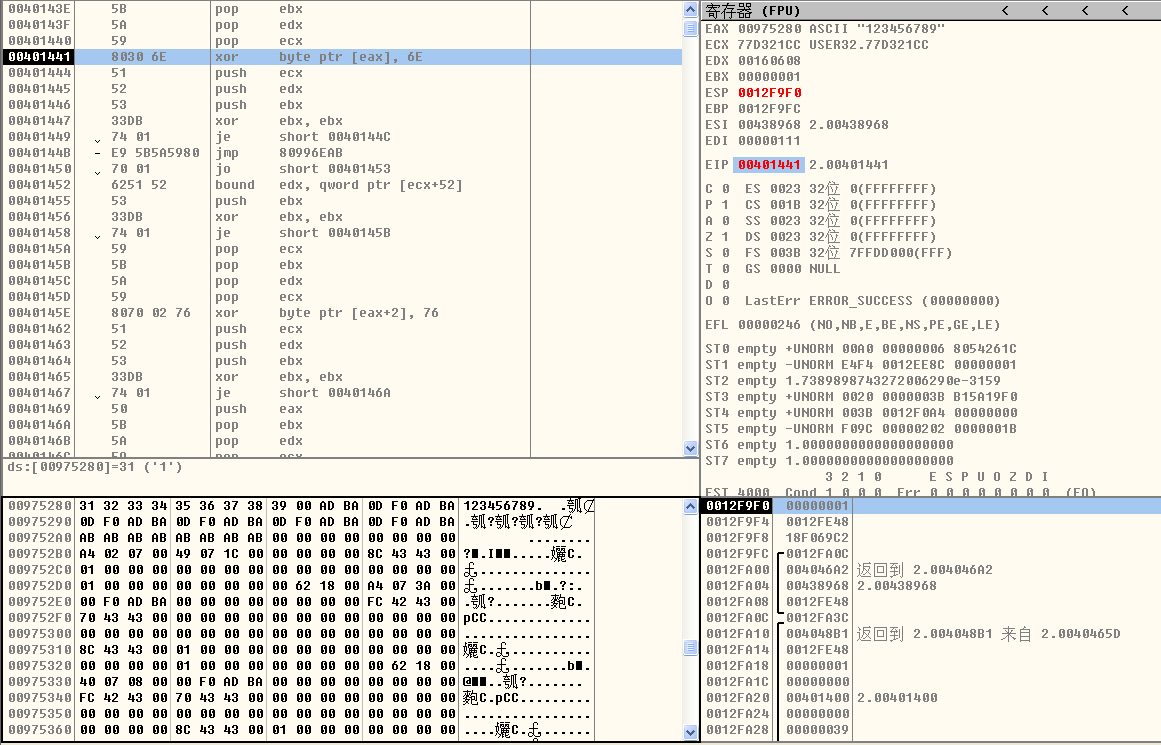 0040143E 5B pop ebx
0040143F 5A pop edx
00401440 59 pop ecx
00401441 8030 6E xor byte ptr [eax], 6E
00401444 51 push ecx
00401445 52 push edx
00401446 53 push ebx
00401447 33DB xor ebx, ebx
00401449 74 01 je short 0040144C
0040144B - E9 5B5A5980 jmp 80996EAB
00401450 70 01 jo short 00401453
00401452 6251 52 bound edx, qword ptr [ecx+52]
00401455 53 push ebx
00401456 33DB xor ebx, ebx
00401458 74 01 je short 0040145B
0040145A 59 pop ecx
0040145B 5B pop ebx
0040145C 5A pop edx
0040145D 59 pop ecx
0040145E 8070 02 76 xor byte ptr [eax+2], 76
00401462 51 push ecx
00401463 52 push edx
00401464 53 push ebx
00401465 33DB xor ebx, ebx
00401467 74 01 je short 0040146A
00401469 50 push eax
0040146A 5B pop ebx
0040146B 5A pop edx
ds:[00975280]=31 ('1')
寄存器 (FPU) < < < <
EAX 00975280 ASCII "123456789"
ECX 77D321CC USER32.77D321CC
EDX 00160608
EBX 00000001
ESP 0012F9F0
EBP 0012F9FC
ESI 00438968 2.00438968
EDI 00000111
EIP 00401441 2.00401441
C 0 ES 0023 32位 0(FFFFFFFF)
P 1 CS 001B 32位 0(FFFFFFFF)
A 0 SS 0023 32位 0(FFFFFFFF)
Z 1 DS 0023 32位 0(FFFFFFFF)
S 0 FS 003B 32位 7FFDD000(FFF)
T 0 GS 0000 NULL
D 0
O 0 LastErr ERROR_SUCCESS (00000000)
EFL 00000246 (NO,NB,E,BE,NS,PE,GE,LE)
ST0 empty +UNORM 00A0 00000006 8054261C
ST1 empty -UNORM E4F4 0012EE8C 00000001
ST2 empty 1.7389898743272006290e-3159
ST3 empty +UNORM 0020 0000003B B15A19F0
ST4 empty +UNORM 003B 0012F0A4 00000000
ST5 empty -UNORM F09C 00000202 0000001B
ST6 empty 1.0000000000000000000
ST7 empty 1.0000000000000000000
3 2 1 0 E S P U O Z D I
FST 4000 Cond 1 0 0 0 Err 0 0 0 0 0 0 0 0 (EQ)
00975280 31 32 33 34 35 36 37 38 39 00 AD BA 0D F0 AD BA 123456789.
00975290 0D F0 AD BA 0D F0 AD BA 0D F0 AD BA 0D F0 AD BA
009752A0 AB AB AB AB AB AB AB AB 00 00 00 00 00 00 00 00 ........
009752B0 A4 02 07 00 49 07 1C 00 00 00 00 00 8C 43 43 00
009752C0 01 00 00 00 00 00 00 00 00 00 00 00 00 00 00 00
009752D0 01 00 00 00 00 00 00 00 00 62 18 00 A4 07 3A 00
009752E0 00 F0 AD BA 00 00 00 00 00 00 00 00 FC 42 43 00
009752F0 70 43 43 00 00 00 00 00 00 00 00 00 00 00 00 00 pCC.............
00975300 00 00 00 00 00 00 00 00 00 00 00 00 00 00 00 00 ................
00975310 8C 43 43 00 01 00 00 00 00 00 00 00 00 00 00 00
00975320 00 00 00 00 01 00 00 00 00 00 00 00 00 62 18 00
00975330 40 07 08 00 00 F0 AD BA 00 00 00 00 00 00 00 00
00975340 FC 42 43 00 70 43 43 00 00 00 00 00 00 00 00 00
00975350 00 00 00 00 00 00 00 00 00 00 00 00 00 00 00 00 ................
00975360 00 00 00 00 8C 43 43 00 01 00 00 00 00 00 00 00
0012F9F0 00000001
0012F9F4 0012FE48
0012F9F8 18F069C2
0012F9FC 0012FA0C
0012FA00 004046A2 返回到 2.004046A2
0012FA04 00438968 2.00438968
0012FA08 0012FE48
0012FA0C 0012FA3C
0012FA10 004048B1 返回到 2.004048B1 来自 2.0040465D
0012FA14 0012FE48
0012FA18 00000001
0012FA1C 00000000
0012FA20 00401400 2.00401400
0012FA24 00000000
0012FA28 00000039